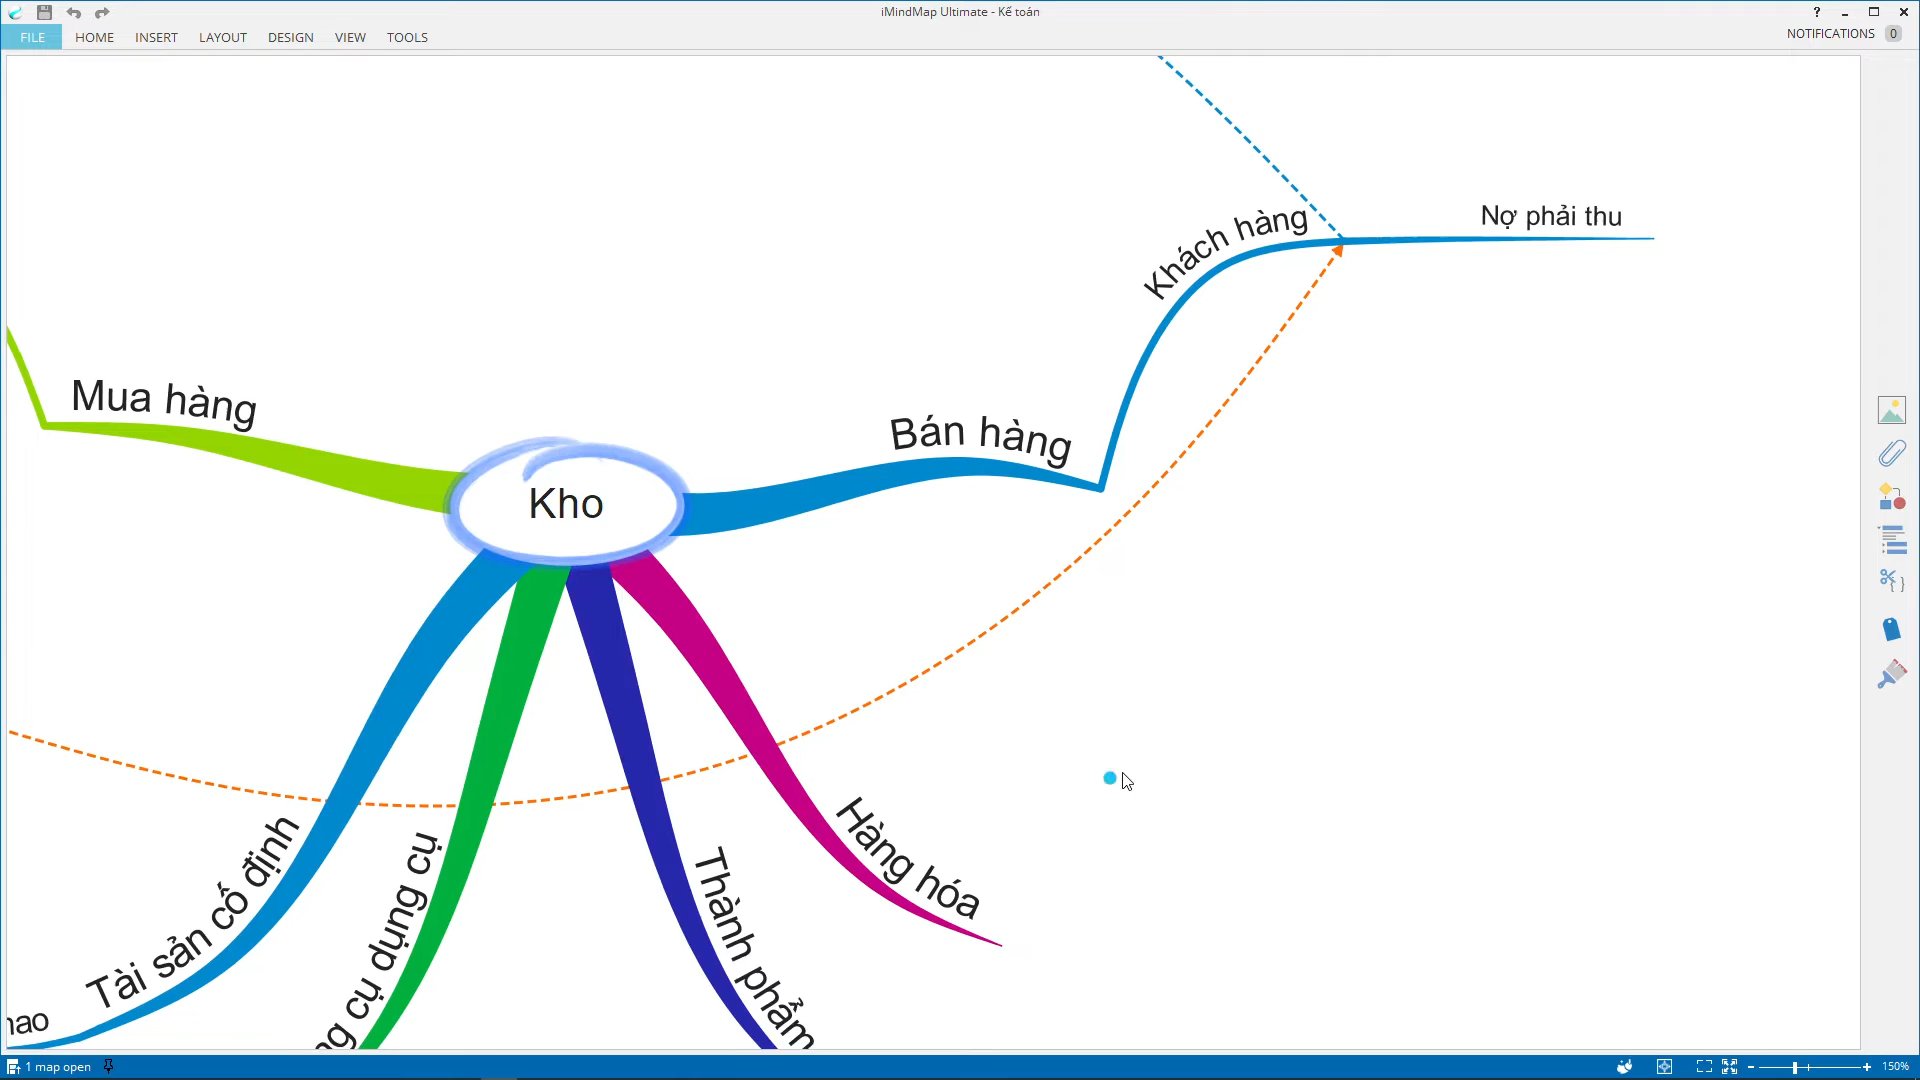 iMindMap Ultimate - Kế toán
?
FILE HOME INSERT LAYOUT DESIGN VIEW TOOLS
NOTIFICATIONS 0
Nợ phải thu
Khách hàng
Mua hàng
Bán hàng
Kho
Hàng hóa
Tài sản cố định
cụ dụng cụ
Thành phẩm
1 map open
150%